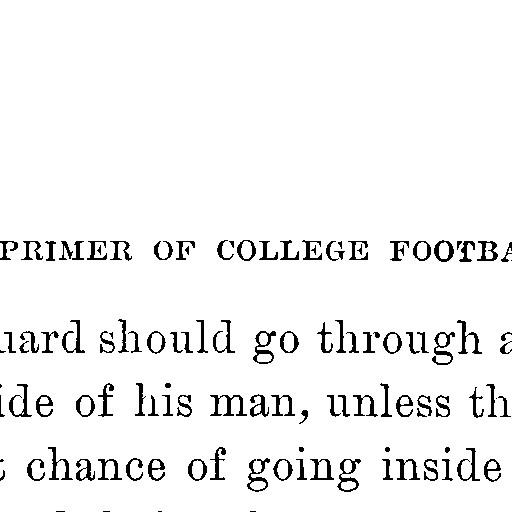 PRIMER OF COLLEGE FOOTBA
uard should go through a
ide of his man, unless th
t chance of going inside